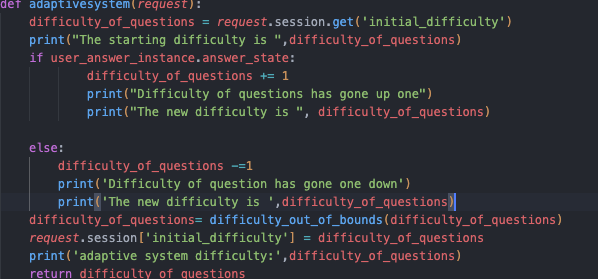 def adaptivesystem(request):
    difficulty_of_questions = request.session.get('initial_difficulty')
    print("The starting difficulty is ",difficulty_of_questions)
    if user_answer_instance.answer_state:
            difficulty_of_questions += 1
            print("Difficulty of questions has gone up one")
            print("The new difficulty is ", difficulty_of_questions)
    else:
        difficulty_of_questions -=1
        print('Difficulty of question has gone one down')
        print('The new difficulty is ',difficulty_of_questions)
    difficulty_of_questions= difficulty_out_of_bounds(difficulty_of_questions)
    request.session['initial_difficulty'] = difficulty_of_questions
    print('adaptive system difficulty:',difficulty_of_questions)
    return difficulty_of_questions